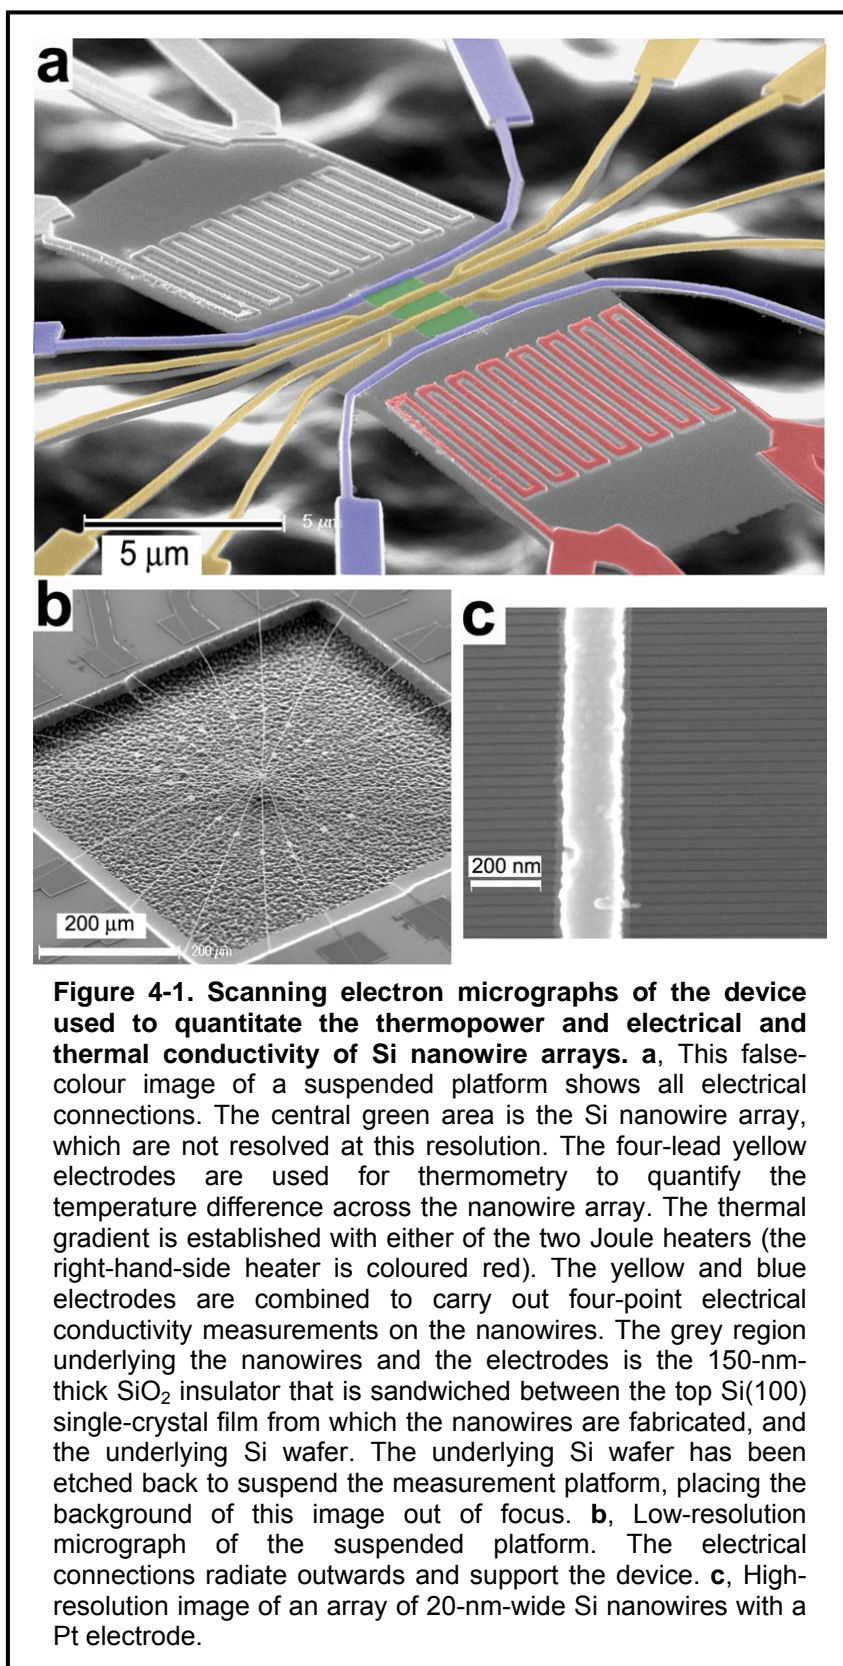 a
5 μm
5 μm
b
c
200 nm
200 μm
200 μm
Figure 4-1. Scanning electron micrographs of the device
used to quantitate the thermopower and electrical and
thermal conductivity of Si nanowire arrays. a, This false-
colour image of a suspended platform shows all electrical
connections. The central green area is the Si nanowire array,
which are not resolved at this resolution. The four-lead yellow
electrodes are used for thermometry to quantify the
temperature difference across the nanowire array. The thermal
gradient is established with either of the two Joule heaters (the
right-hand-side heater is coloured red). The yellow and blue
electrodes are combined to carry out four-point electrical
conductivity measurements on the nanowires. The grey region
underlying the nanowires and the electrodes is the 150-nm-
thick SiO₂ insulator that is sandwiched between the top Si(100)
single-crystal film from which the nanowires are fabricated, and
the underlying Si wafer. The underlying Si wafer has been
etched back to suspend the measurement platform, placing the
background of this image out of focus. b, Low-resolution
micrograph of the suspended platform. The electrical
connections radiate outwards and support the device. c, High-
resolution image of an array of 20-nm-wide Si nanowires with a
Pt electrode.